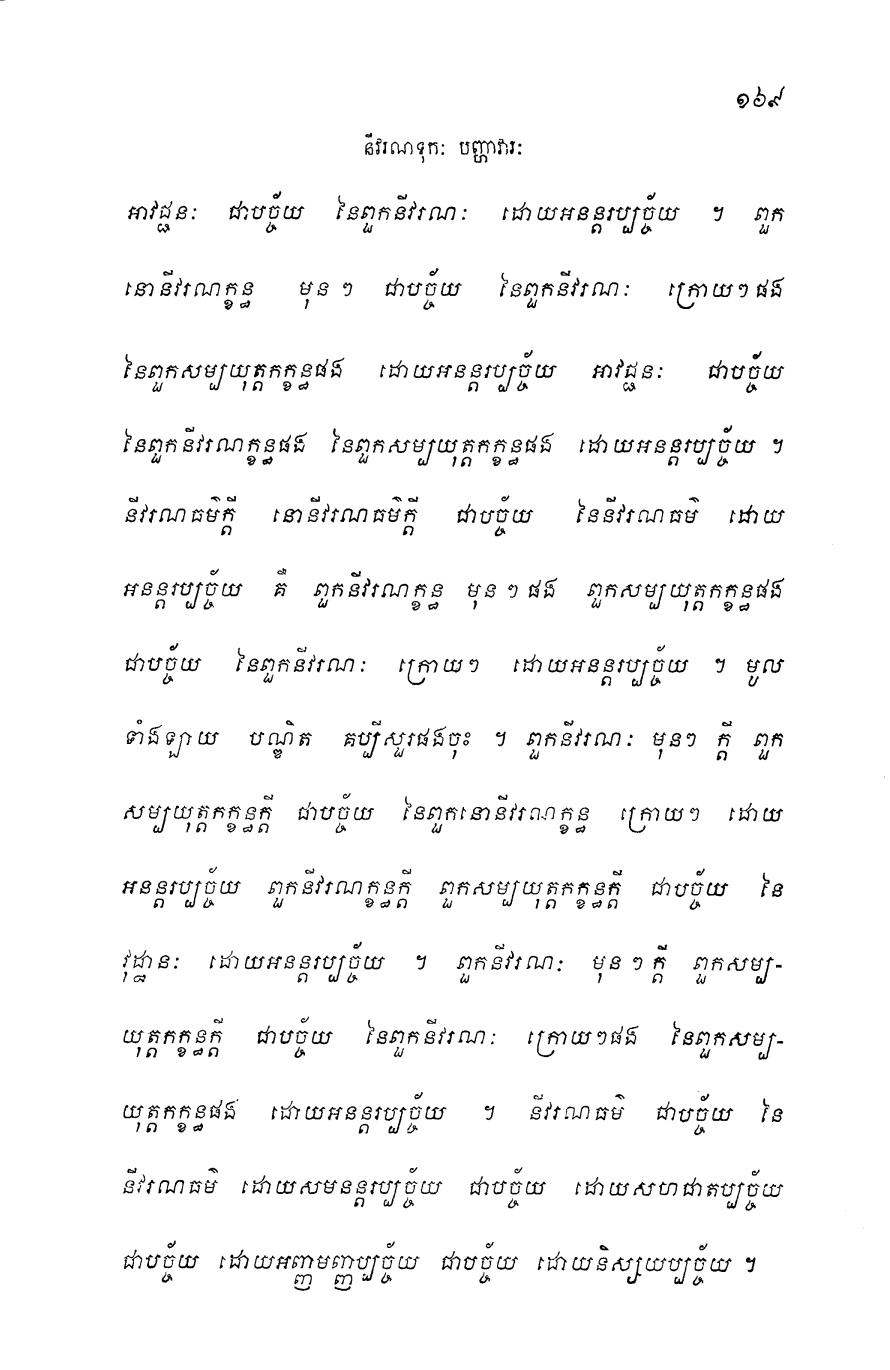 ១៦៩
នីវរណទុកៈ បញ្ហាវារៈ
អាវជ្ជនៈ ជាបច្ច័យ នៃពួកនីវរណៈ ដោយអនន្តរប្បច្ច័យ ។ ពួក
នោនីវរណក្ខន្ធ មុន ៗ ជាបច្ច័យ នៃពួកនីវរណៈ ក្រោយៗផង
នៃពួកសម្បយុត្តកក្ខន្ធផង ដោយអនន្តរប្បច្ច័យ អាវជ្ជនៈ ជាបច្ច័យ
នៃពួកនីវរណក្ខន្ធផង នៃពួកសម្បយុត្តកក្ខន្ធផង ដោយអនន្តរប្បច្ច័យ ។
នីវរណធម៌ក្តី នោនីវរណធម៌ក្តី ជាបច្ច័យ នៃនីវរណធម៌ ដោយ
អនន្តរប្បច្ច័យ គឺ ពួកនីវរណក្ខន្ធ មុន ៗ ផង ពួកសម្បយុត្តកក្ខន្ធផង
ជាបច្ច័យ នៃពួកនីវរណៈ ក្រោយៗ ដោយអនន្តរប្បច្ច័យ ។ មូល
ទាំងឡាយ បណ្ឌិត គប្បីសួរផងចុះ ។ ពួកនីវរណៈ មុនៗ ក្តី ពួក
សម្បយុត្តកក្ខន្ធក្តី ជាបច្ច័យ នៃពួកនោនីវរណក្ខន្ធ ក្រោយៗ ដោយ
អនន្តរប្បច្ច័យ ពួកនីវរណក្ខន្ធក្តី ពួកសម្បយុត្តកក្ខន្ធក្តី ជាបច្ច័យ នៃ
វុដ្ឋានៈ ដោយអនន្តរប្បច្ច័យ ។ ពួកនីវរណៈ មុន ៗ ក្តី ពួកសម្ប-
យុត្តកក្ខន្ធក្តី ជាបច្ច័យ នៃពួកនីវរណៈ ក្រោយៗផង នៃពួកសម្ប-
យុត្តកក្ខន្ធផង ដោយអនន្តរប្បច្ច័យ ។ នីវរណធម៌ ជាបច្ច័យ នៃ
នីវរណធម៌ ដោយសមនន្តរប្បច្ច័យ ជាបច្ច័យ ដោយសហជាតប្បច្ច័យ
ជាបច្ច័យ ដោយអញ្ញមញ្ញប្បច្ច័យ ជាបច្ច័យ ដោយនិស្សយប្បច្ច័យ ។